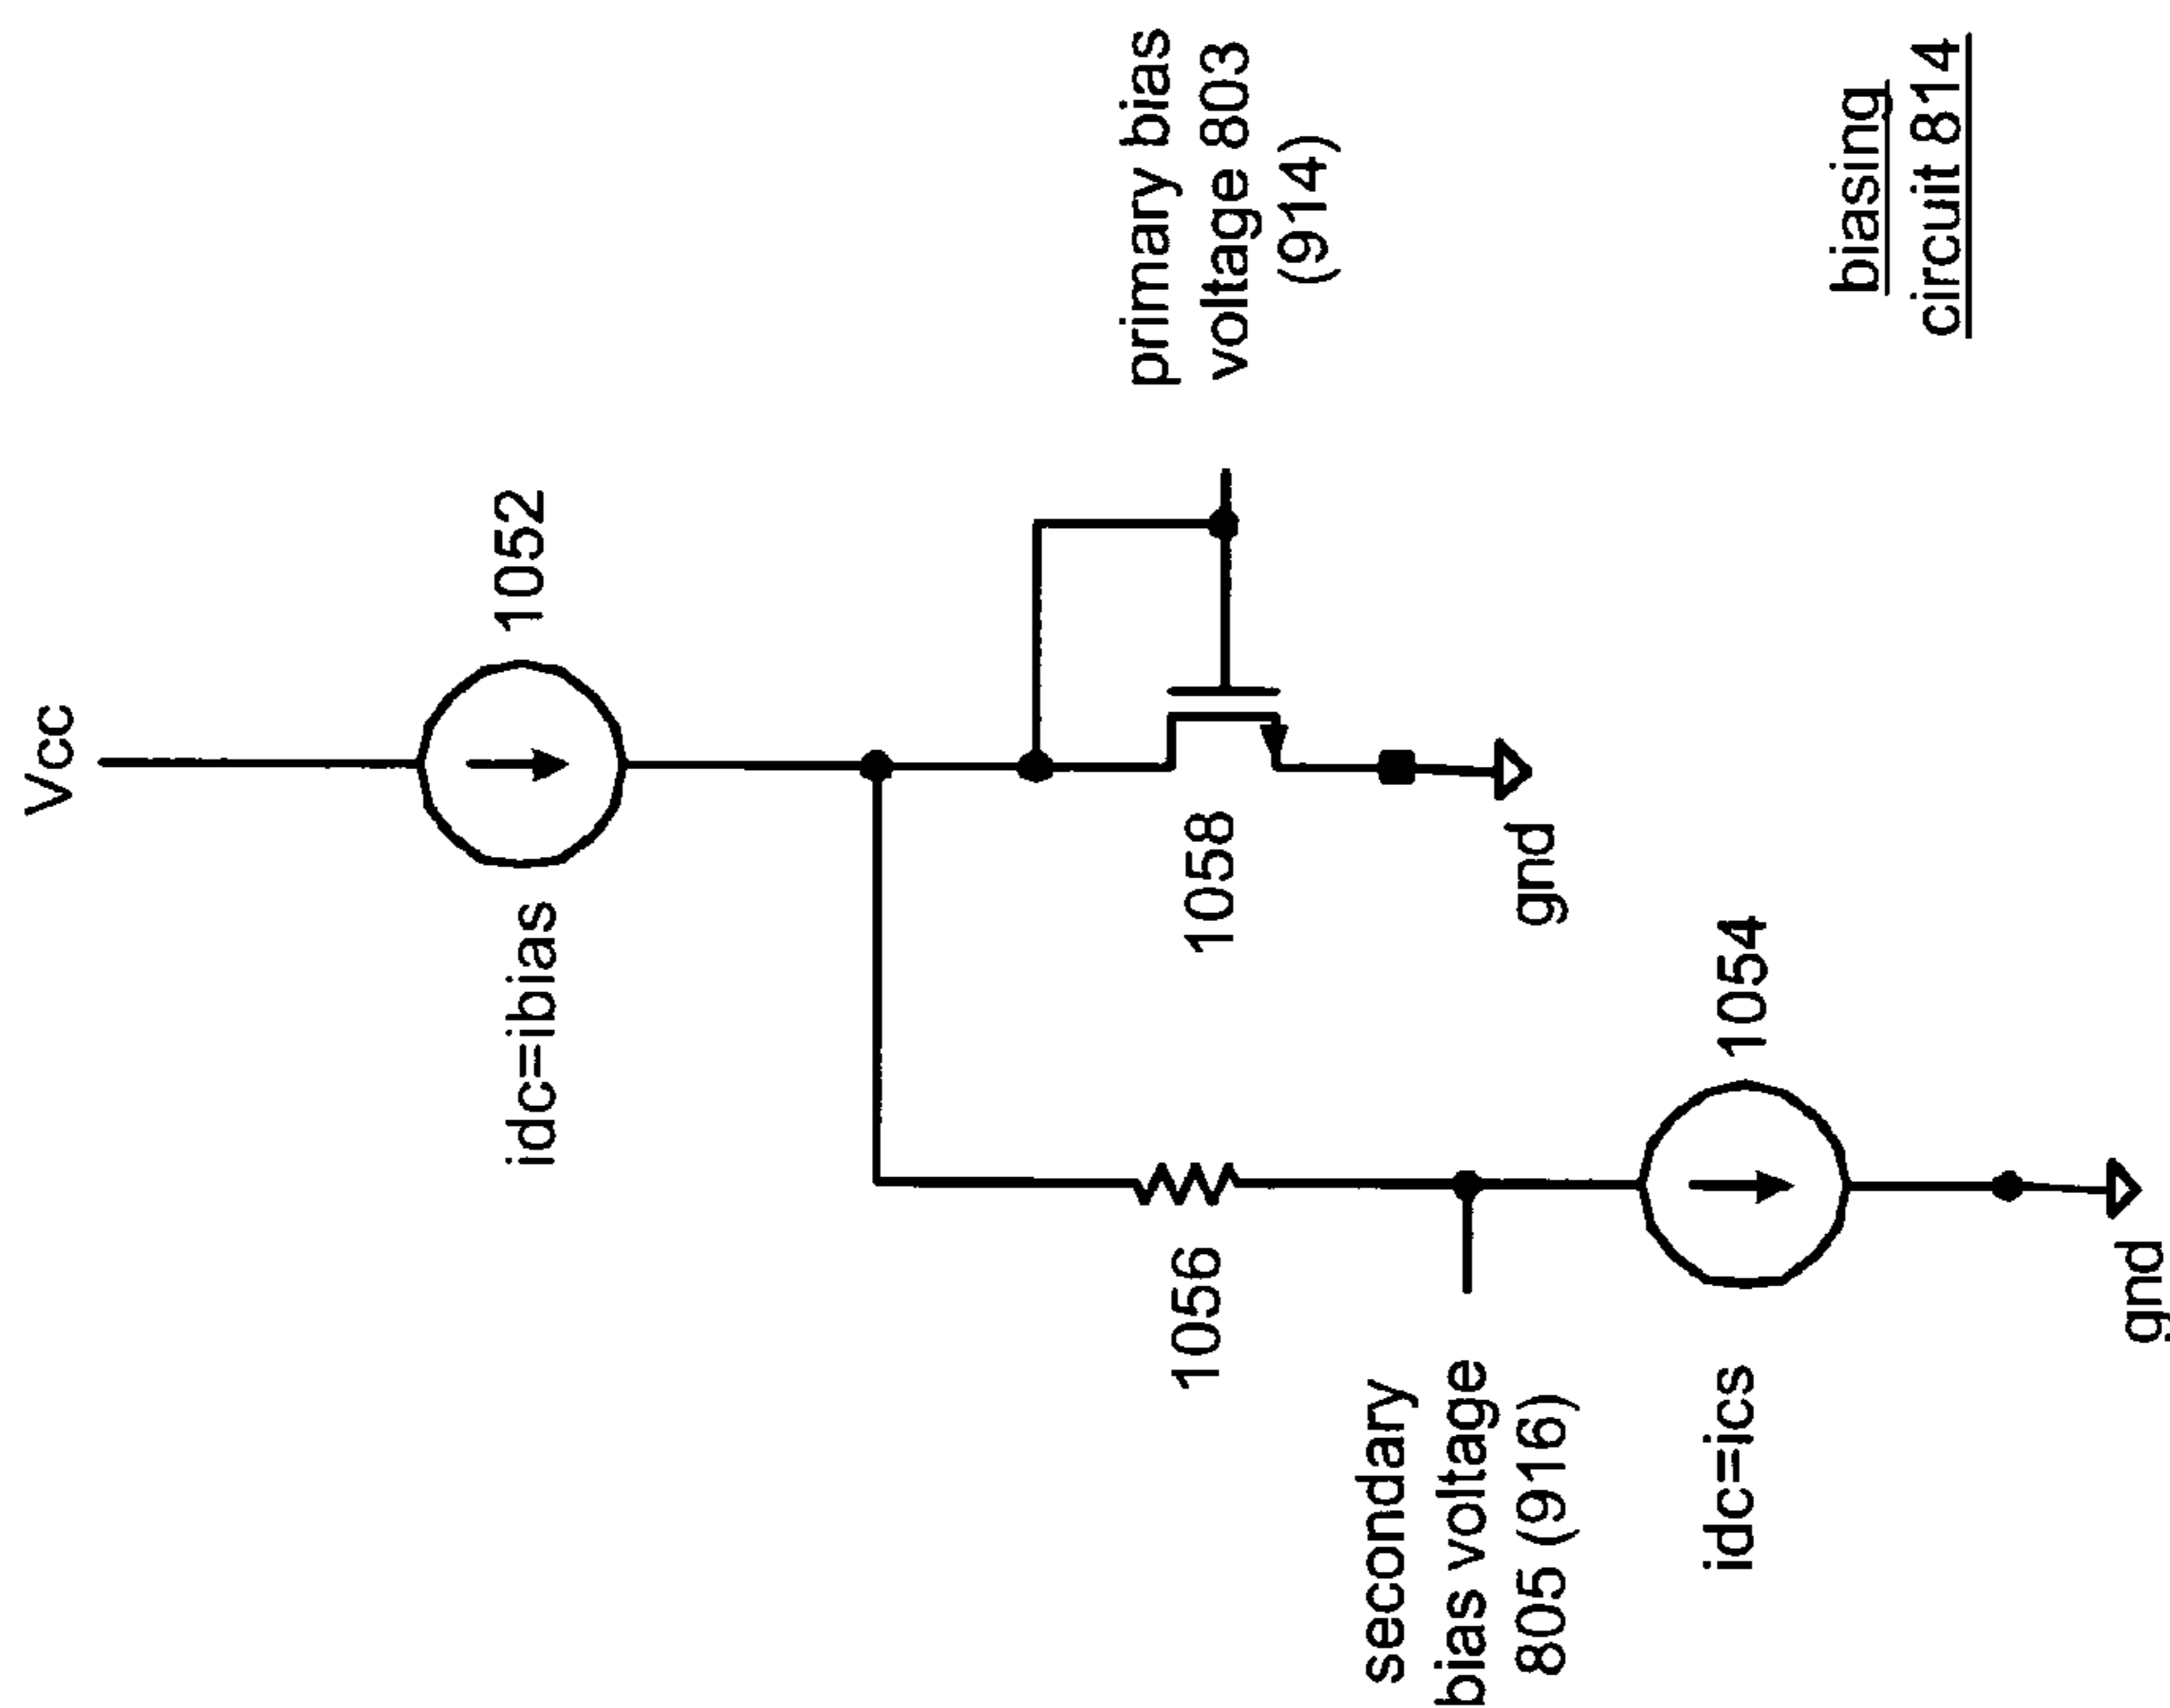 Vcc
idc=ibias
1052
primary bias
voltage 803
(914)
1056
1058
gnd
secondary
bias voltage
805 (916)
idc=ics
1054
gnd
biasing
circuit 814